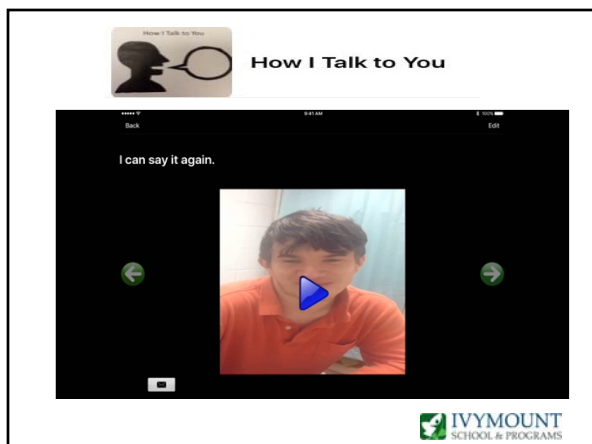 How I Talk to You
How I Talk to You
9:41 AM
100%
Back
Edit
I can say it again.
IVYMOUNT
SCHOOL & PROGRAMS